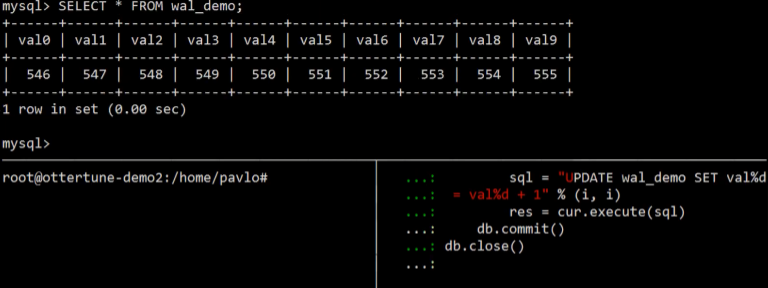 mysql> SELECT * FROM wal_demo;
+------+------+------+------+------+------+------+------+------+------+
| val0 | val1 | val2 | val3 | val4 | val5 | val6 | val7 | val8 | val9 |
+------+------+------+------+------+------+------+------+------+------+
|  546 |  547 |  548 |  549 |  550 |  551 |  552 |  553 |  554 |  555 |
+------+------+------+------+------+------+------+------+------+------+
1 row in set (0.00 sec)
mysql>
root@ottertune-demo2:/home/pavlo#
...:         sql = "UPDATE wal_demo SET val%d
...:  = val%d + 1" % (i, i)
...:         res = cur.execute(sql)
...:     db.commit()
...: db.close()
...: